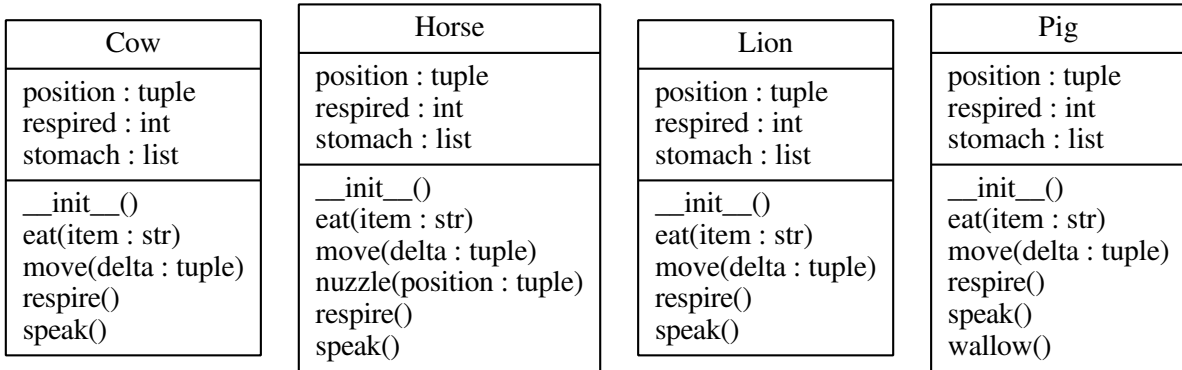 Cow
position : tuple
respired : int
stomach : list
__init__()
eat(item : str)
move(delta : tuple)
respire()
speak()
Horse
position : tuple
respired : int
stomach : list
__init__()
eat(item : str)
move(delta : tuple)
nuzzle(position : tuple)
respire()
speak()
Lion
position : tuple
respired : int
stomach : list
__init__()
eat(item : str)
move(delta : tuple)
respire()
speak()
Pig
position : tuple
respired : int
stomach : list
__init__()
eat(item : str)
move(delta : tuple)
respire()
speak()
wallow()